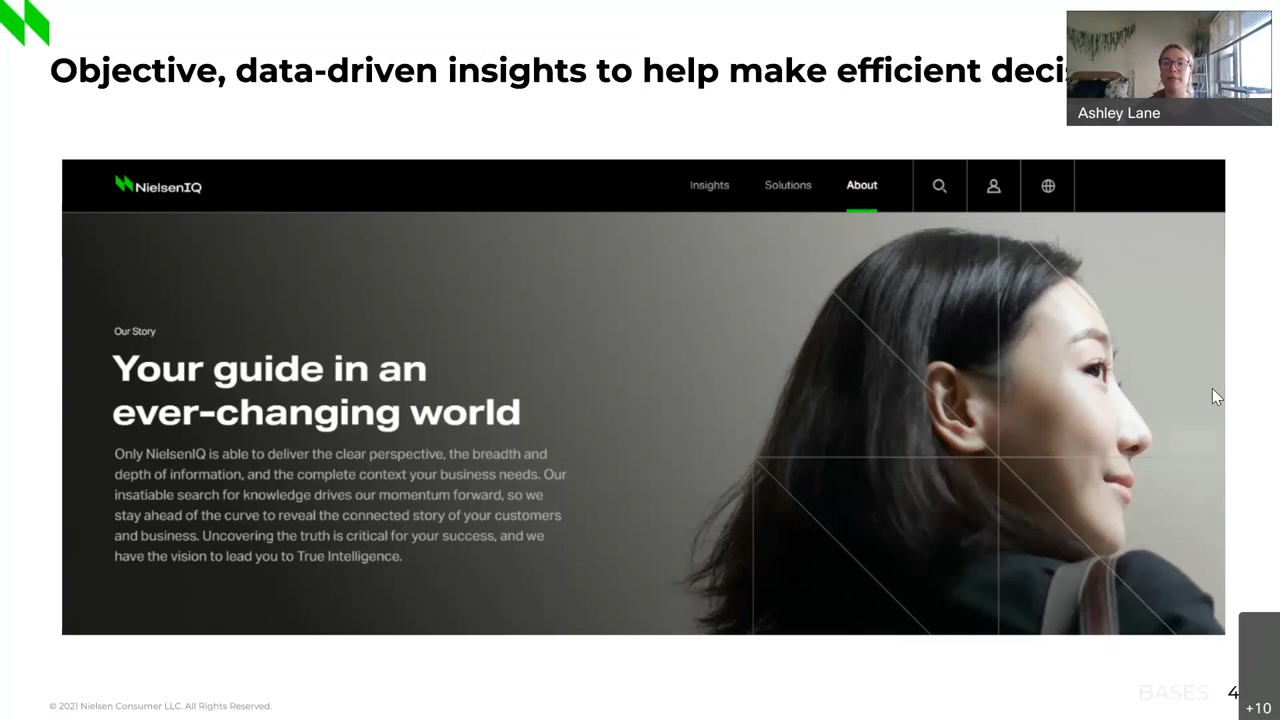 Objective, data-driven insights to help make efficient
Ashley Lane
NielsenIQ
Insights
Solutions
About
Our Story
Your guide in an
ever-changing world
Only NielsenIQ is able to deliver the clear perspective, the breadth and
depth of information, and the complete context your business needs. Our
insatiable search for knowledge drives our momentum forward, so we
stay ahead of the curve to reveal the connected story of your customers
and business. Uncovering the truth is critical for your success, and we
have the vision to lead you to True Intelligence.
BASES
4
+10
© 2021 Nielsen Consumer LLC. All Rights Reserved.